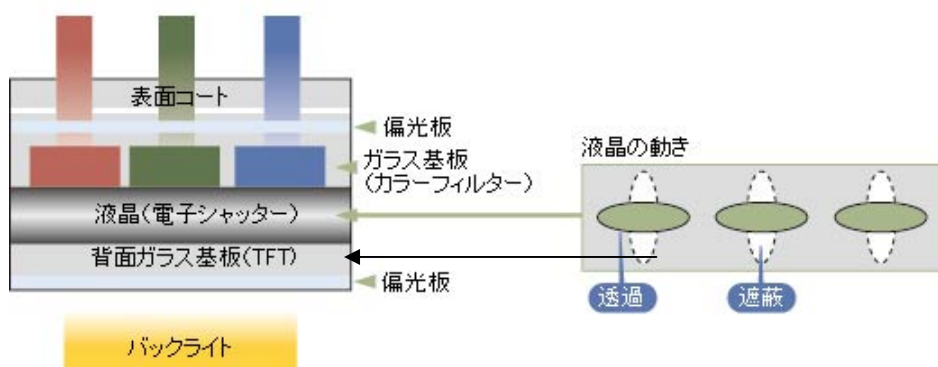 表面コート
偏光板
ガラス基板
(カラーフィルター)
液晶(電子シャッター)
背面ガラス基板(TFT)
偏光板
バックライト
液晶の動き
透過
遮蔽